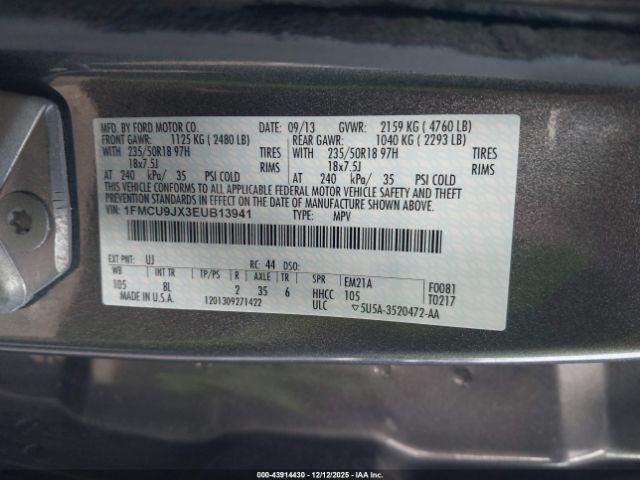 MFD. BY FORD MOTOR CO. DATE: 09/13 GVWR: 2159 KG ( 4760 LB)
FRONT GAWR: 1125 KG ( 2480 LB) REAR GAWR: 1040 KG ( 2293 LB)
WITH 235/50R18 97H TIRES WITH 235/50R18 97H TIRES
18x7.5J RIMS 18x7.5J RIMS
AT 240 kPa/ 35 PSI COLD AT 240 kPa/ 35 PSI COLD
THIS VEHICLE CONFORMS TO ALL APPLICABLE FEDERAL MOTOR VEHICLE SAFETY AND THEFT
PREVENTION STANDARDS IN EFFECT ON THE DATE OF MANUFACTURE SHOWN ABOVE.
VIN: 1FMCU9JX3EUB13941 TYPE: MPV
EXT PNT: UJ RC: 44 DSO:
WB INT TR TP/PS R AXLE TR SPR EM21A F0081
105 BL 2 35 6 HHCC 105 T0217
MADE IN U.S.A. 1201309271422 ULC ▽5U5A-3520472-AA
000-43914430 - 12/12/2025 - IAAI.com